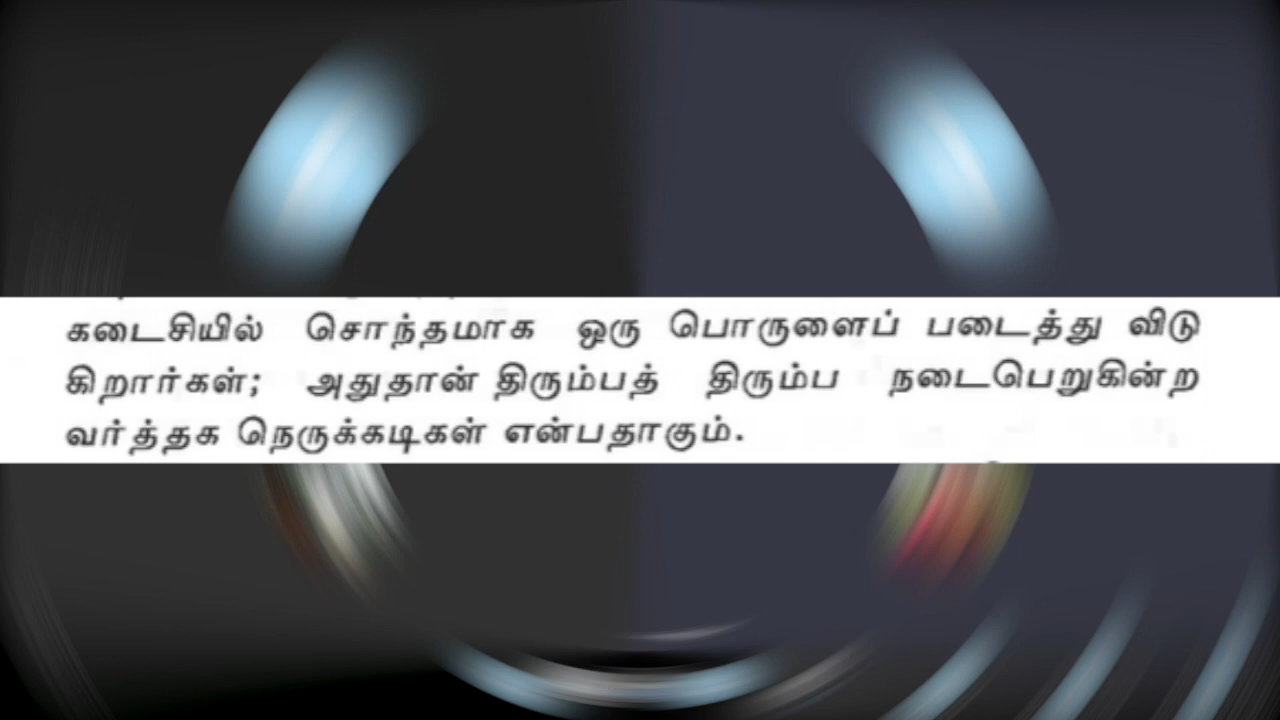 கடைசியில் சொந்தமாக ஒரு பொருளைப் படைத்து விடு
கிறார்கள்; அதுதான் திரும்பத் திரும்ப நடைபெறுகின்ற
வர்த்தக நெருக்கடிகள் என்பதாகும்.